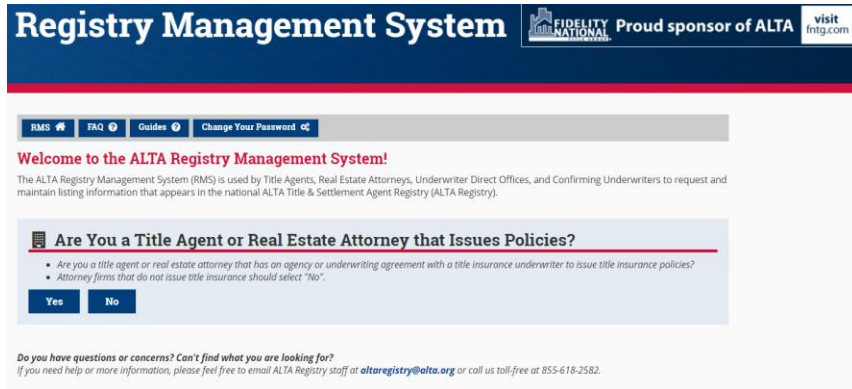 Registry Management System
FIDELITY
NATIONAL
TITLE GROUP
Proud sponsor of ALTA
visit
fntg.com
RMS
FAQ
Guides
Change Your Password
Welcome to the ALTA Registry Management System!
The ALTA Registry Management System (RMS) is used by Title Agents, Real Estate Attorneys, Underwriter Direct Offices, and Confirming Underwriters to request and
maintain listing information that appears in the national ALTA Title & Settlement Agent Registry (ALTA Registry).
Are You a Title Agent or Real Estate Attorney that Issues Policies?
• Are you a title agent or real estate attorney that has an agency or underwriting agreement with a title insurance underwriter to issue title insurance policies?
• Attorney firms that do not issue title insurance should select "No".
Yes
No
Do you have questions or concerns? Can't find what you are looking for?
If you need help or more information, please feel free to email ALTA Registry staff at altaregistry@alta.org or call us toll-free at 855-618-2582.